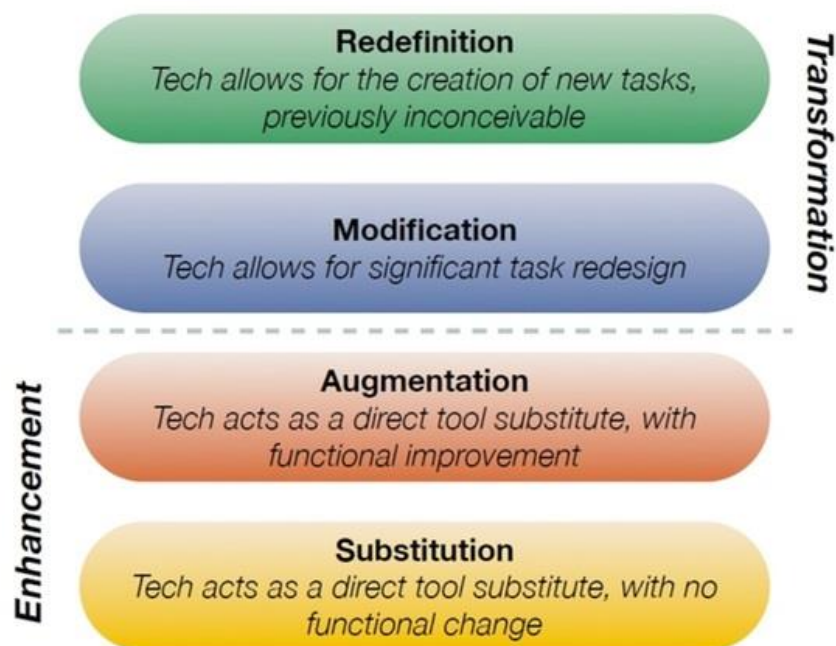 Redefinition
Tech allows for the creation of new tasks,
previously inconceivable
Transformation
Modification
Tech allows for significant task redesign
Augmentation
Tech acts as a direct tool substitute, with
functional improvement
Enhancement
Substitution
Tech acts as a direct tool substitute, with no
functional change